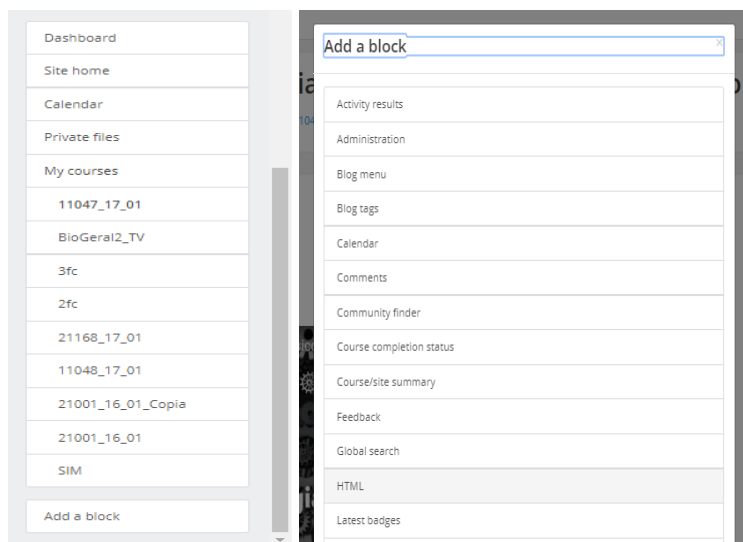 Dashboard
Site home
Calendar
Private files
My courses
11047_17_01
BioGeral2_TV
3fc
2fc
21168_17_01
11048_17_01
21001_16_01_Copia
21001_16_01
SIM
Add a block
Add a block
×
Activity results
Administration
Blog menu
Blog tags
Calendar
Comments
Community finder
Course completion status
Course/site summary
Feedback
Global search
HTML
Latest badges